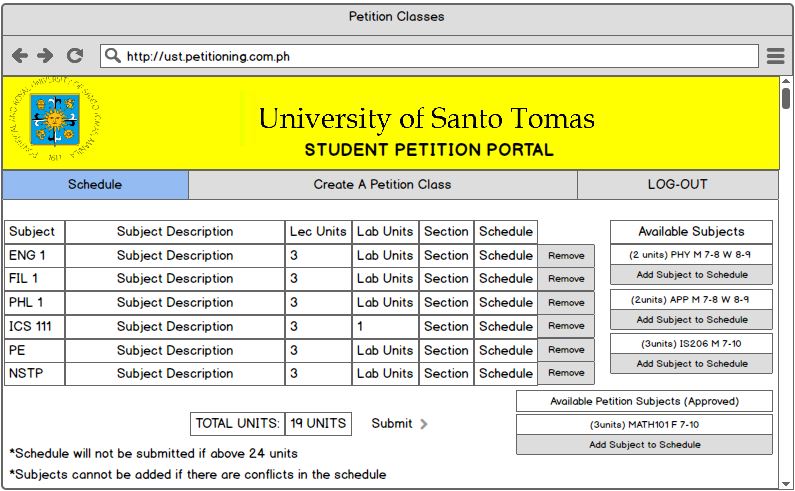 Petition Classes
http://ust.petitioning.com.ph
University of Santo Tomas
STUDENT PETITION PORTAL
Schedule Create A Petition Class LOG-OUT
Subject Subject Description Lec Units Lab Units Section Schedule
ENG 1 Subject Description 3 Lab Units Section Schedule Remove
FIL 1 Subject Description 3 Lab Units Section Schedule Remove
PHL 1 Subject Description 3 Lab Units Section Schedule Remove
ICS 111 Subject Description 3 1 Section Schedule Remove
PE Subject Description 3 Lab Units Section Schedule Remove
NSTP Subject Description 3 Lab Units Section Schedule Remove
Available Subjects
(2 units) PHY M 7-8 W 8-9
Add Subject to Schedule
(2units) APP M 7-8 W 8-9
Add Subject to Schedule
(3units) IS206 M 7-10
Add Subject to Schedule
Available Petition Subjects (Approved)
(3units) MATH101 F 7-10
Add Subject to Schedule
TOTAL UNITS: 19 UNITS Submit
*Schedule will not be submitted if above 24 units
*Subjects cannot be added if there are conflicts in the schedule